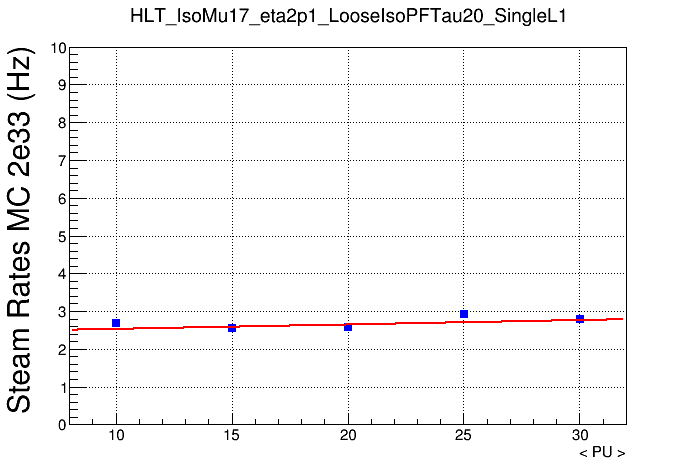 HLT_IsoMu17_eta2p1_LooseIsoPFTau20_SingleL1
Steam Rates MC 2e33 (Hz)
10
9
8
7
6
5
4
3
2
1
0
10 15 20 25 30
< PU >